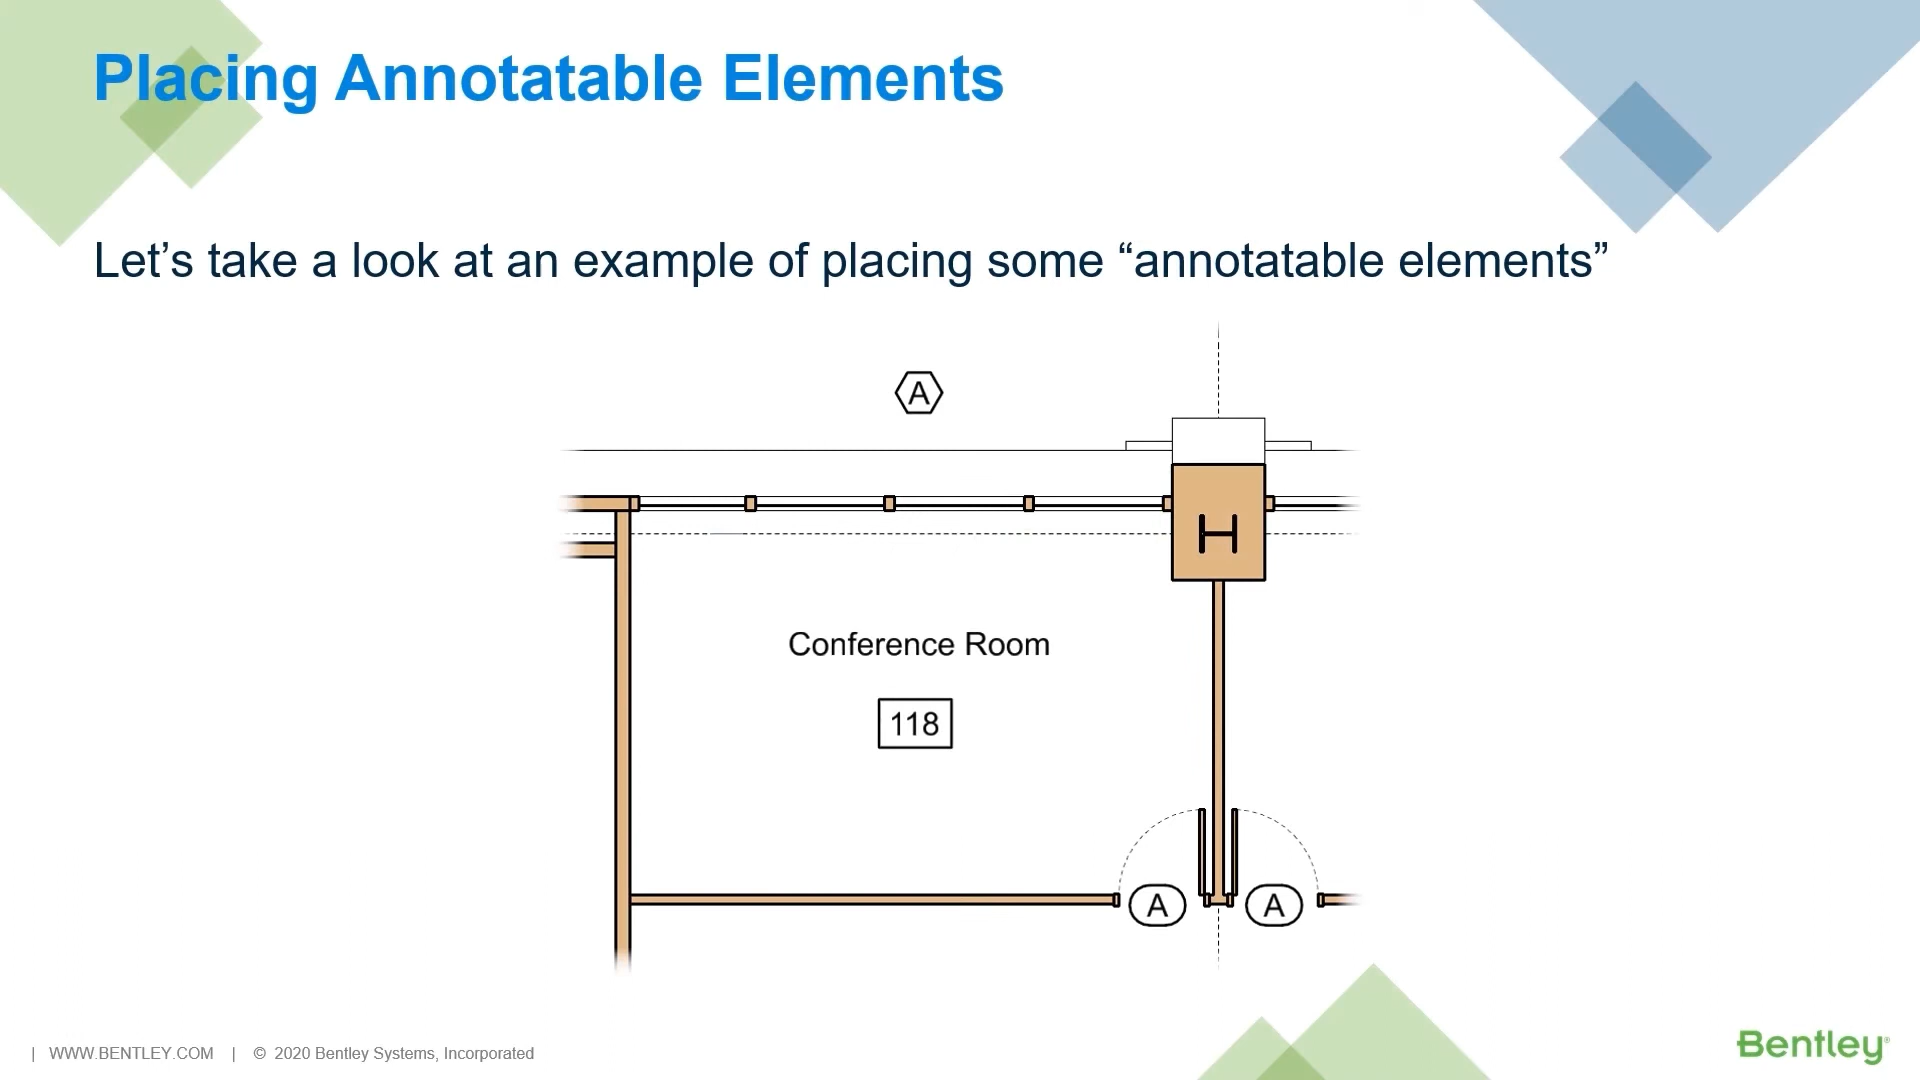 Placing Annotatable Elements
Let’s take a look at an example of placing some “annotatable elements”
A
Conference Room
118
A A
| WWW.BENTLEY.COM | © 2020 Bentley Systems, Incorporated
Bentley®